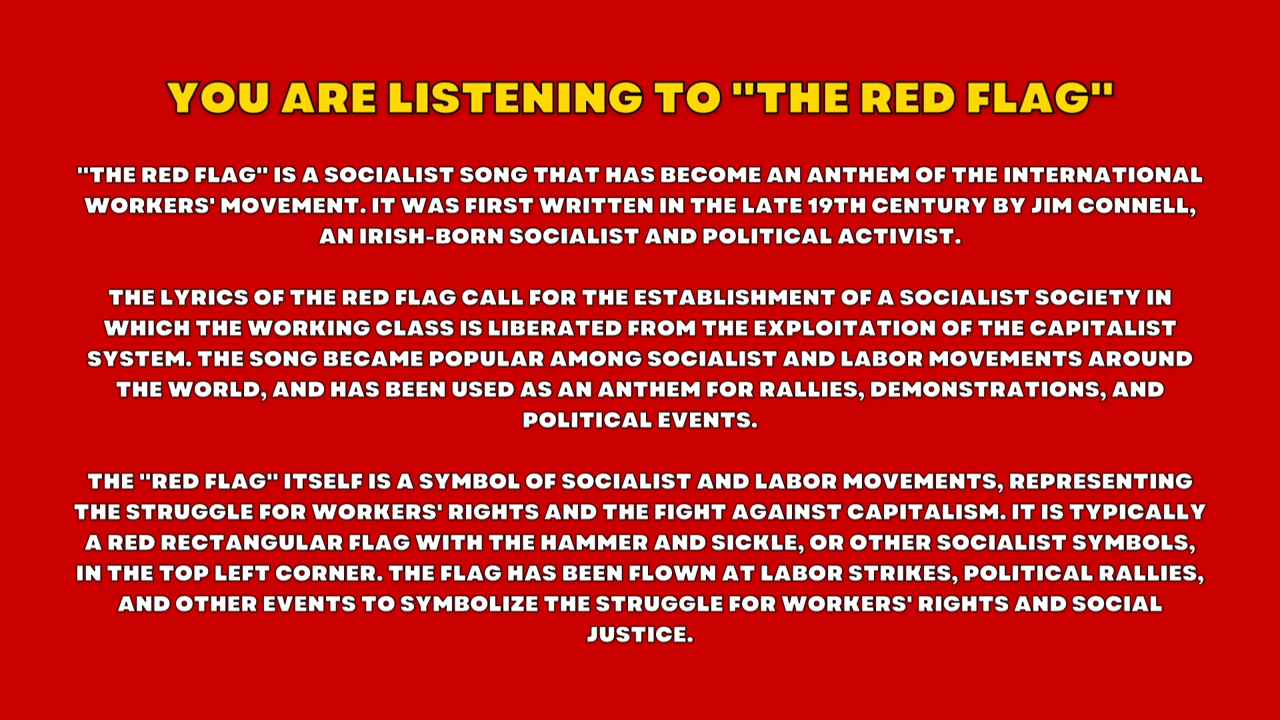 YOU ARE LISTENING TO "THE RED FLAG"
"THE RED FLAG" IS A SOCIALIST SONG THAT HAS BECOME AN ANTHEM OF THE INTERNATIONAL
WORKERS' MOVEMENT. IT WAS FIRST WRITTEN IN THE LATE 19TH CENTURY BY JIM CONNELL,
AN IRISH-BORN SOCIALIST AND POLITICAL ACTIVIST.
THE LYRICS OF THE RED FLAG CALL FOR THE ESTABLISHMENT OF A SOCIALIST SOCIETY IN
WHICH THE WORKING CLASS IS LIBERATED FROM THE EXPLOITATION OF THE CAPITALIST
SYSTEM. THE SONG BECAME POPULAR AMONG SOCIALIST AND LABOR MOVEMENTS AROUND
THE WORLD, AND HAS BEEN USED AS AN ANTHEM FOR RALLIES, DEMONSTRATIONS, AND
POLITICAL EVENTS.
THE "RED FLAG" ITSELF IS A SYMBOL OF SOCIALIST AND LABOR MOVEMENTS, REPRESENTING
THE STRUGGLE FOR WORKERS' RIGHTS AND THE FIGHT AGAINST CAPITALISM. IT IS TYPICALLY
A RED RECTANGULAR FLAG WITH THE HAMMER AND SICKLE, OR OTHER SOCIALIST SYMBOLS,
IN THE TOP LEFT CORNER. THE FLAG HAS BEEN FLOWN AT LABOR STRIKES, POLITICAL RALLIES,
AND OTHER EVENTS TO SYMBOLIZE THE STRUGGLE FOR WORKERS' RIGHTS AND SOCIAL
JUSTICE.